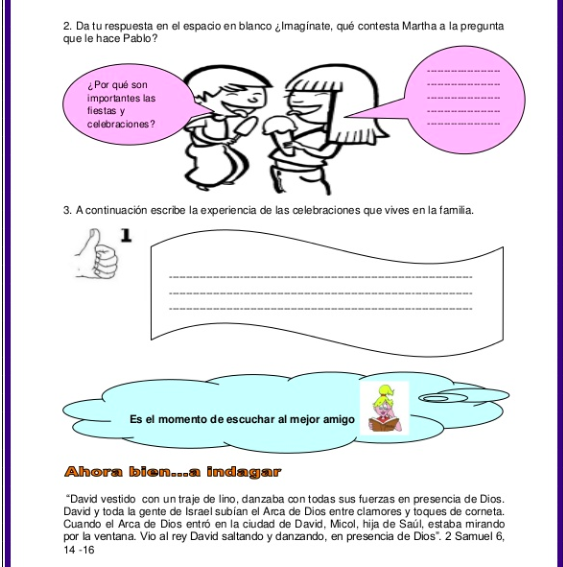 2. Da tu respuesta en el espacio en blanco ¿Imagínate, qué contesta Martha a la pregunta
que le hace Pablo?
¿Por qué son
importantes las
fiestas y
celebraciones?
3. A continuación escribe la experiencia de las celebraciones que vives en la familia.
1
Es el momento de escuchar al mejor amigo
Ahora bien...a indagar
“David vestido con un traje de lino, danzaba con todas sus fuerzas en presencia de Dios.
David y toda la gente de Israel subían el Arca de Dios entre clamores y toques de corneta.
Cuando el Arca de Dios entró en la ciudad de David, Micol, hija de Saúl, estaba mirando
por la ventana. Vio al rey David saltando y danzando, en presencia de Dios”. 2 Samuel 6,
14 -16